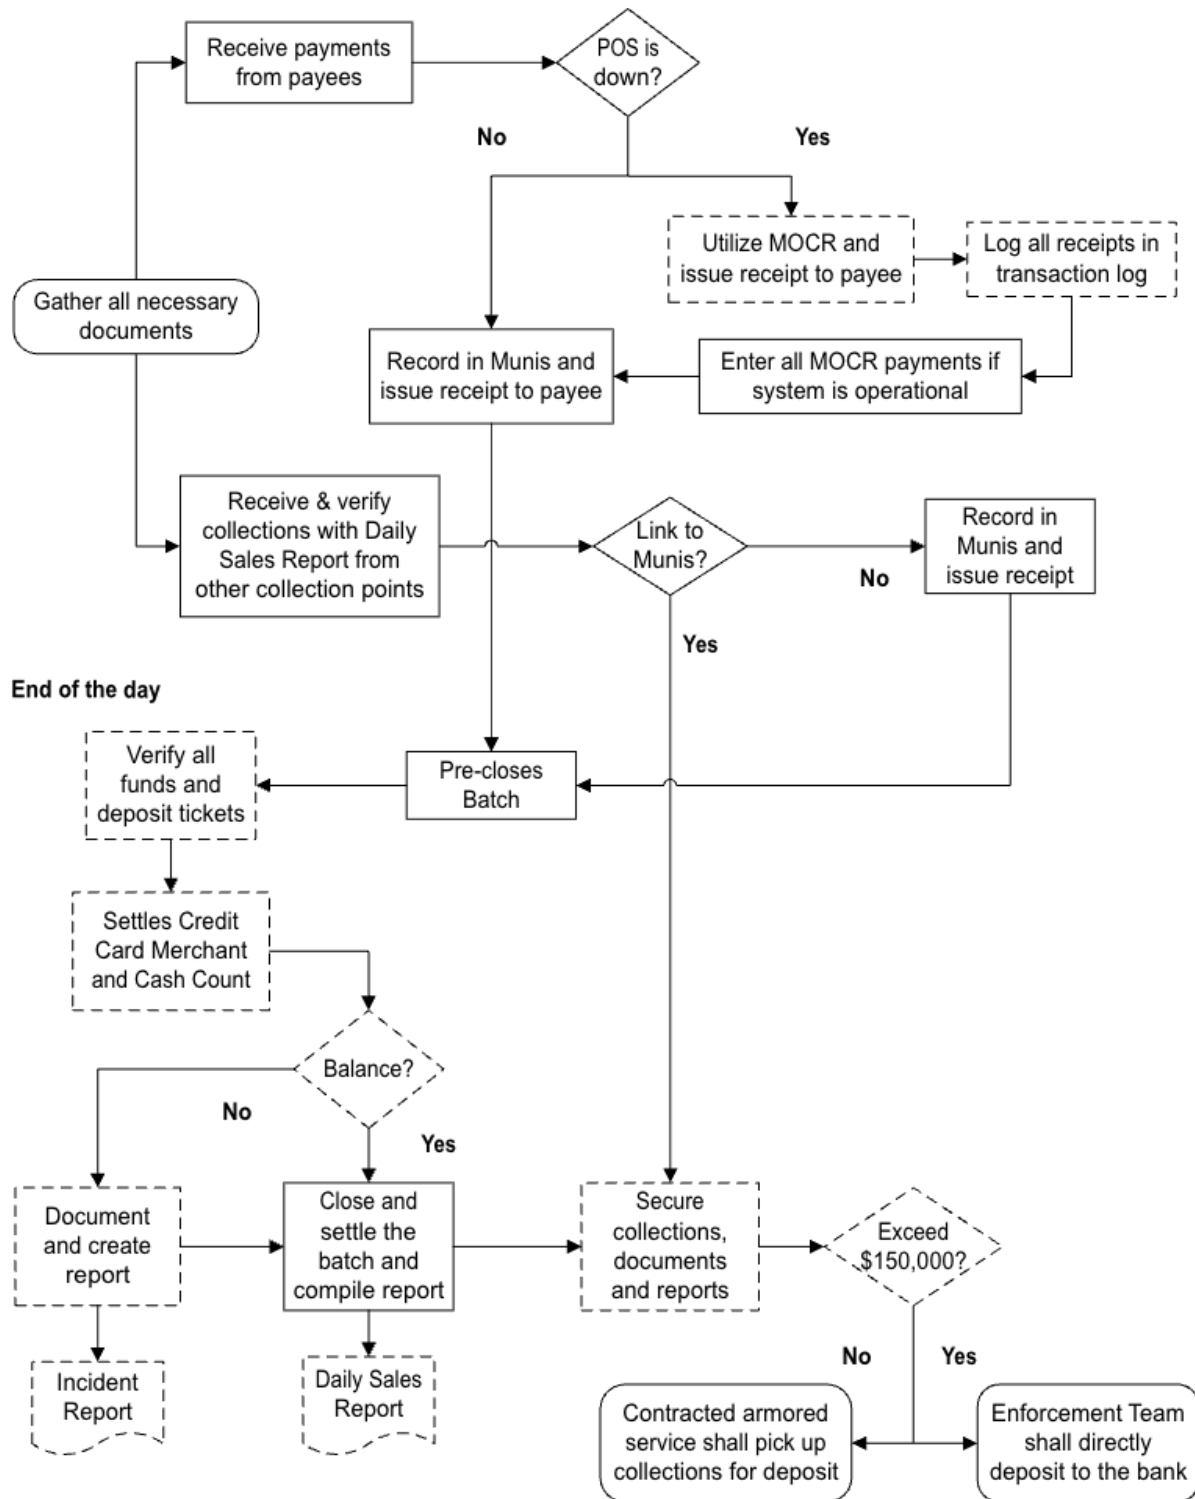 Receive payments
from payees
POS is
down?
No
Yes
Utilize MOCR and
issue receipt to payee
Log all receipts in
transaction log
Gather all necessary
documents
Record in Munis and
issue receipt to payee
Enter all MOCR payments if
system is operational
Receive & verify
collections with Daily
Sales Report from
other collection points
Link to
Munis?
No
Record in
Munis and
issue receipt
Yes
End of the day
Verify all
funds and
deposit tickets
Pre-closes
Batch
Settles Credit
Card Merchant
and Cash Count
Balance?
No
Yes
Document
and create
report
Close and
settle the
batch and
compile report
Secure
collections,
documents
and reports
Exceed
$150,000?
Incident
Report
Daily Sales
Report
No
Yes
Contracted armored
service shall pick up
collections for deposit
Enforcement Team
shall directly
deposit to the bank